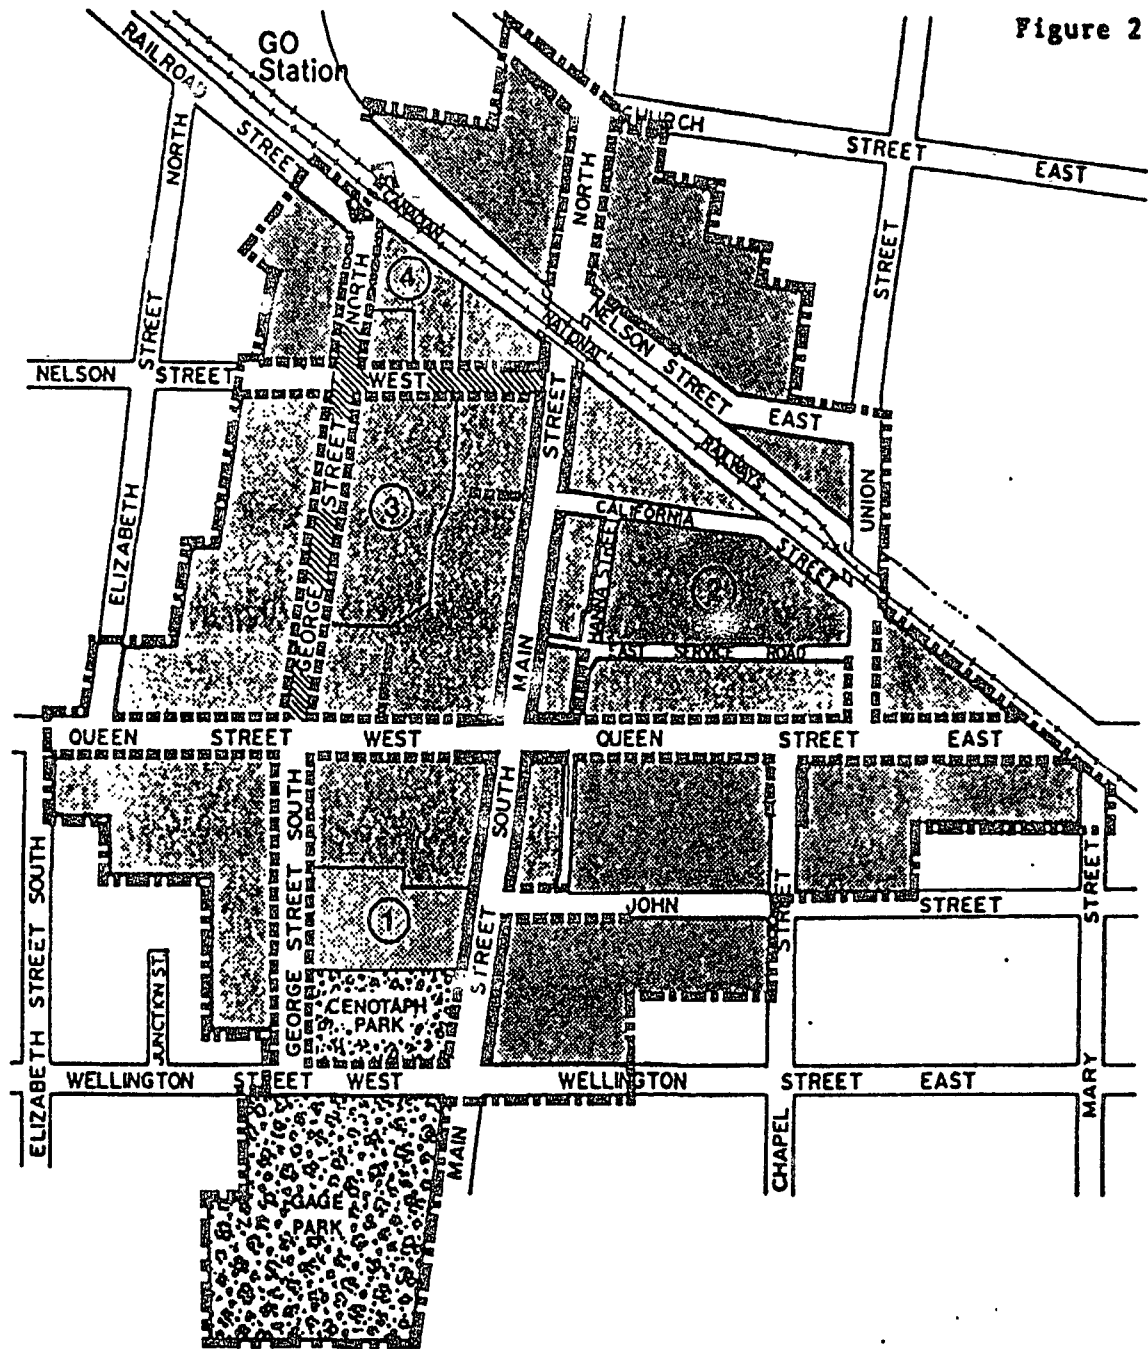 Figure 2
GO
Station
RAILROAD
STREET
NORTH
STREET
CHURCH
STREET
EAST
NORTH
STREET
CANADIAN
NATIONAL
RAILWAYS
4
NORTH
NELSON STREET
WEST
NELSON STREET
EAST
STREET
ELIZABETH
GEORGE STREET
3
CALIFORNIA
STREET
UNION
HANNA STREET
2
MAIN
EAST SERVICE ROAD
QUEEN STREET WEST
QUEEN STREET EAST
ELIZABETH STREET SOUTH
GEORGE STREET SOUTH
SOUTH
STREET
1
JOHN
STREET
STREET
STREET
CENOTAPH
PARK
JUNCTION ST.
WELLINGTON STREET WEST
WELLINGTON STREET EAST
MAIN
CHAPEL
MARY
GAGE
PARK